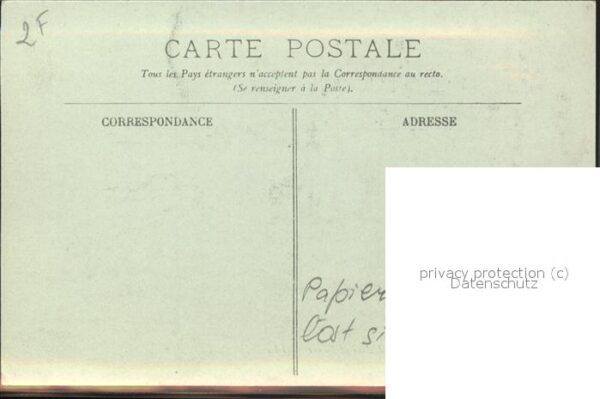 2F
CARTE POSTALE
Tous les Pays étrangers n'acceptent pas la Correspondance au recto.
(Se renseigner à la Poste).
CORRESPONDANCE
ADRESSE
privacy protection (c)
Datenschutz
Papier